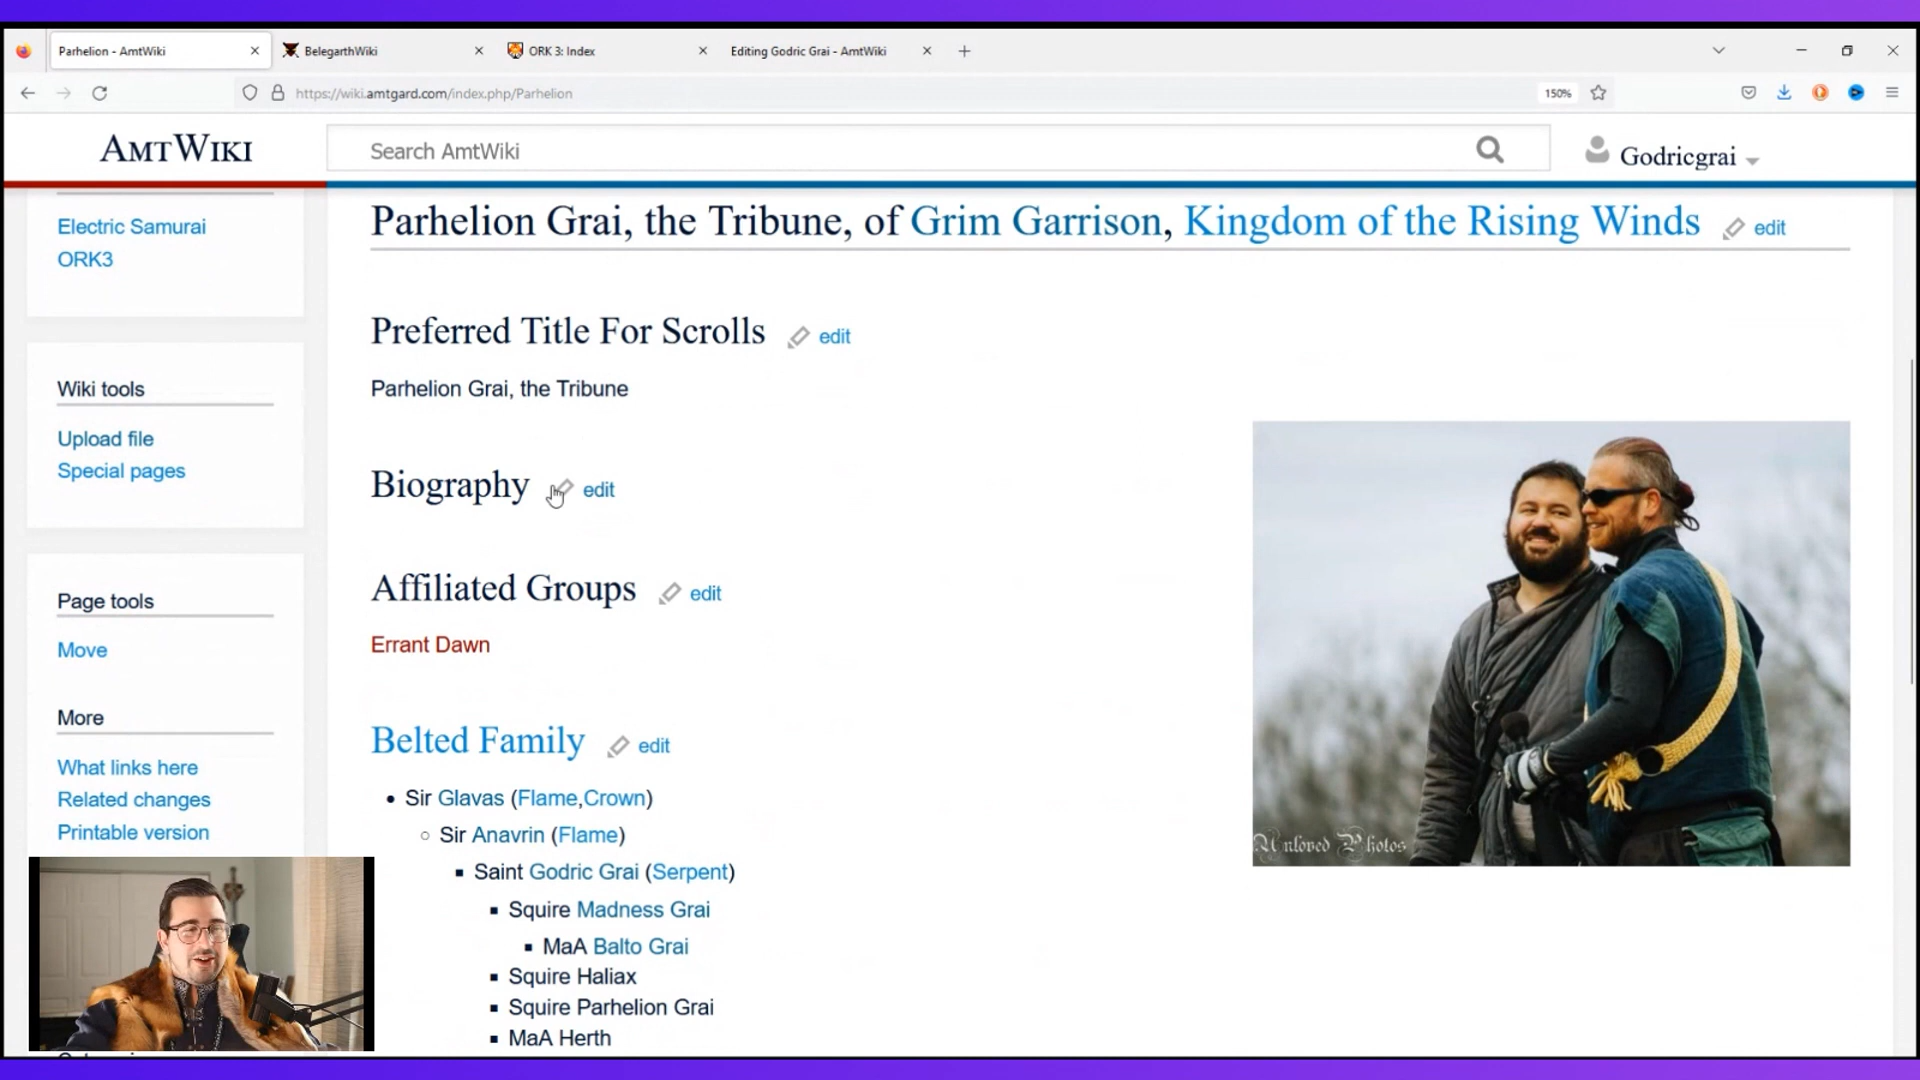 Parhelion - AmtWiki
BelegarthWiki
ORK 3: Index
Editing Godric Grai - AmtWiki
https://wiki.amtgard.com/index.php/Parhelion
150%
AMTWIKI
Search AmtWiki
Godricgrai
Electric Samurai
ORK3
Wiki tools
Upload file
Special pages
Page tools
Move
More
What links here
Related changes
Printable version
Parhelion Grai, the Tribune, of Grim Garrison, Kingdom of the Rising Winds edit
Preferred Title For Scrolls edit
Parhelion Grai, the Tribune
Biography edit
Affiliated Groups edit
Errant Dawn
Belted Family edit
• Sir Glavas (Flame,Crown)
○ Sir Anavrin (Flame)
▪ Saint Godric Grai (Serpent)
▪ Squire Madness Grai
▪ MaA Balto Grai
▪ Squire Haliax
▪ Squire Parhelion Grai
▪ MaA Herth
Unloved Photos